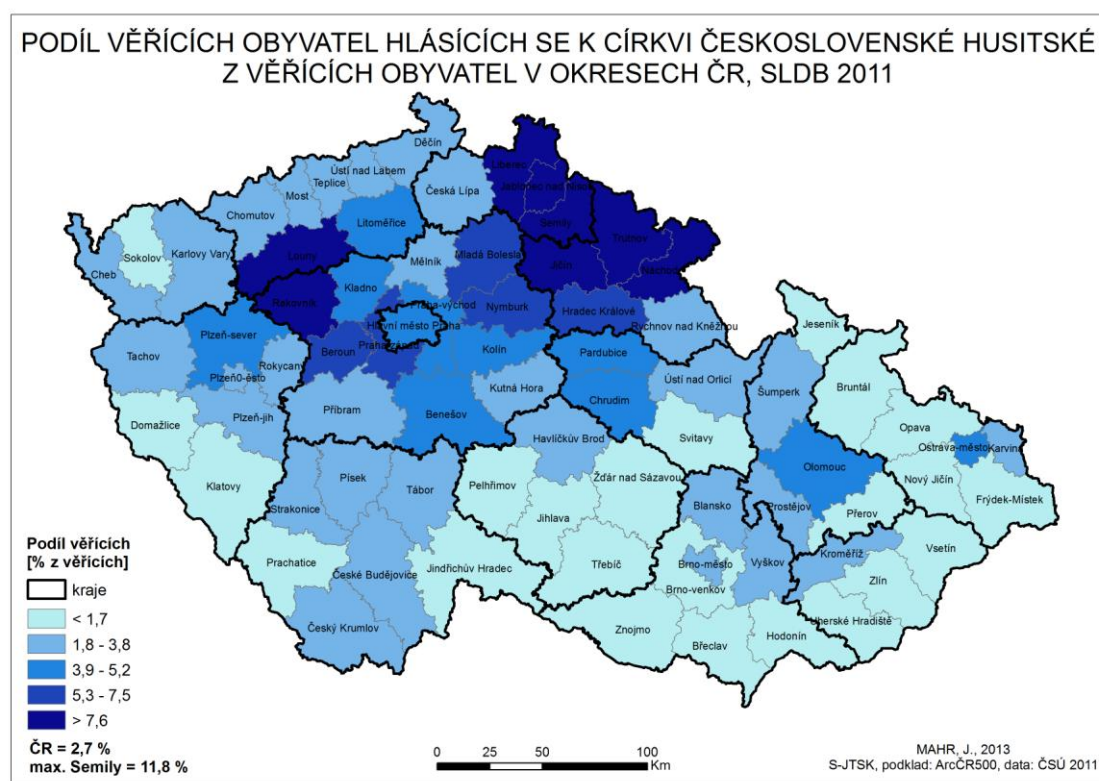 PODÍL VĚŘÍCÍCH OBYVATEL HLÁSÍCÍCH SE K CÍRKVI ČESKOSLOVENSKÉ HUSITSKÉ
Z VĚŘÍCÍCH OBYVATEL V OKRESECH ČR, SLDB 2011
Děčín
Ústí nad Labem
Teplice
Most
Liberec
Jablonec nad Nisou
Česká Lípa
Chomutov
Litoměřice
Semily
Trutnov
Sokolov
Karlovy Vary
Louny
Mělník
Mladá Bolesla
Jičín
Náchod
Cheb
Rakovník
Kladno
Praha-východ
Nymburk
Hradec Králové
Rychnov nad Kněžnou
Jeseník
Plzeň-sever
Hlavní město Praha
Tachov
Beroun
Praha-západ
Kolín
Pardubice
Rokycany
Ústí nad Orlicí
Šumperk
Bruntál
Plzeň0-ěsto
Kutná Hora
Chrudim
Plzeň-jih
Příbram
Benešov
Opava
Domažlice
Havlíčkův Brod
Svitavy
Ostrava-město
Karviná
Olomouc
Klatovy
Písek
Tábor
Pelhřimov
Žďár nad Sázavou
Nový Jičín
Frýdek-Místek
Strakonice
Jihlava
Blansko
Prostějov
Přerov
Prachatice
České Budějovice
Jindřichův Hradec
Třebíč
Brno-město
Vyškov
Kroměříž
Vsetín
Brno-venkov
Zlín
Český Krumlov
Znojmo
Břeclav
Hodonín
Uherské Hradiště
Podíl věřících
[% z věřících]
kraje
< 1,7
1,8 - 3,8
3,9 - 5,2
5,3 - 7,5
> 7,6
ČR = 2,7 %
max. Semily = 11,8 %
0 25 50 100
Km
MAHR, J., 2013
S-JTSK, podklad: ArcČR500, data: ČSÚ 2011